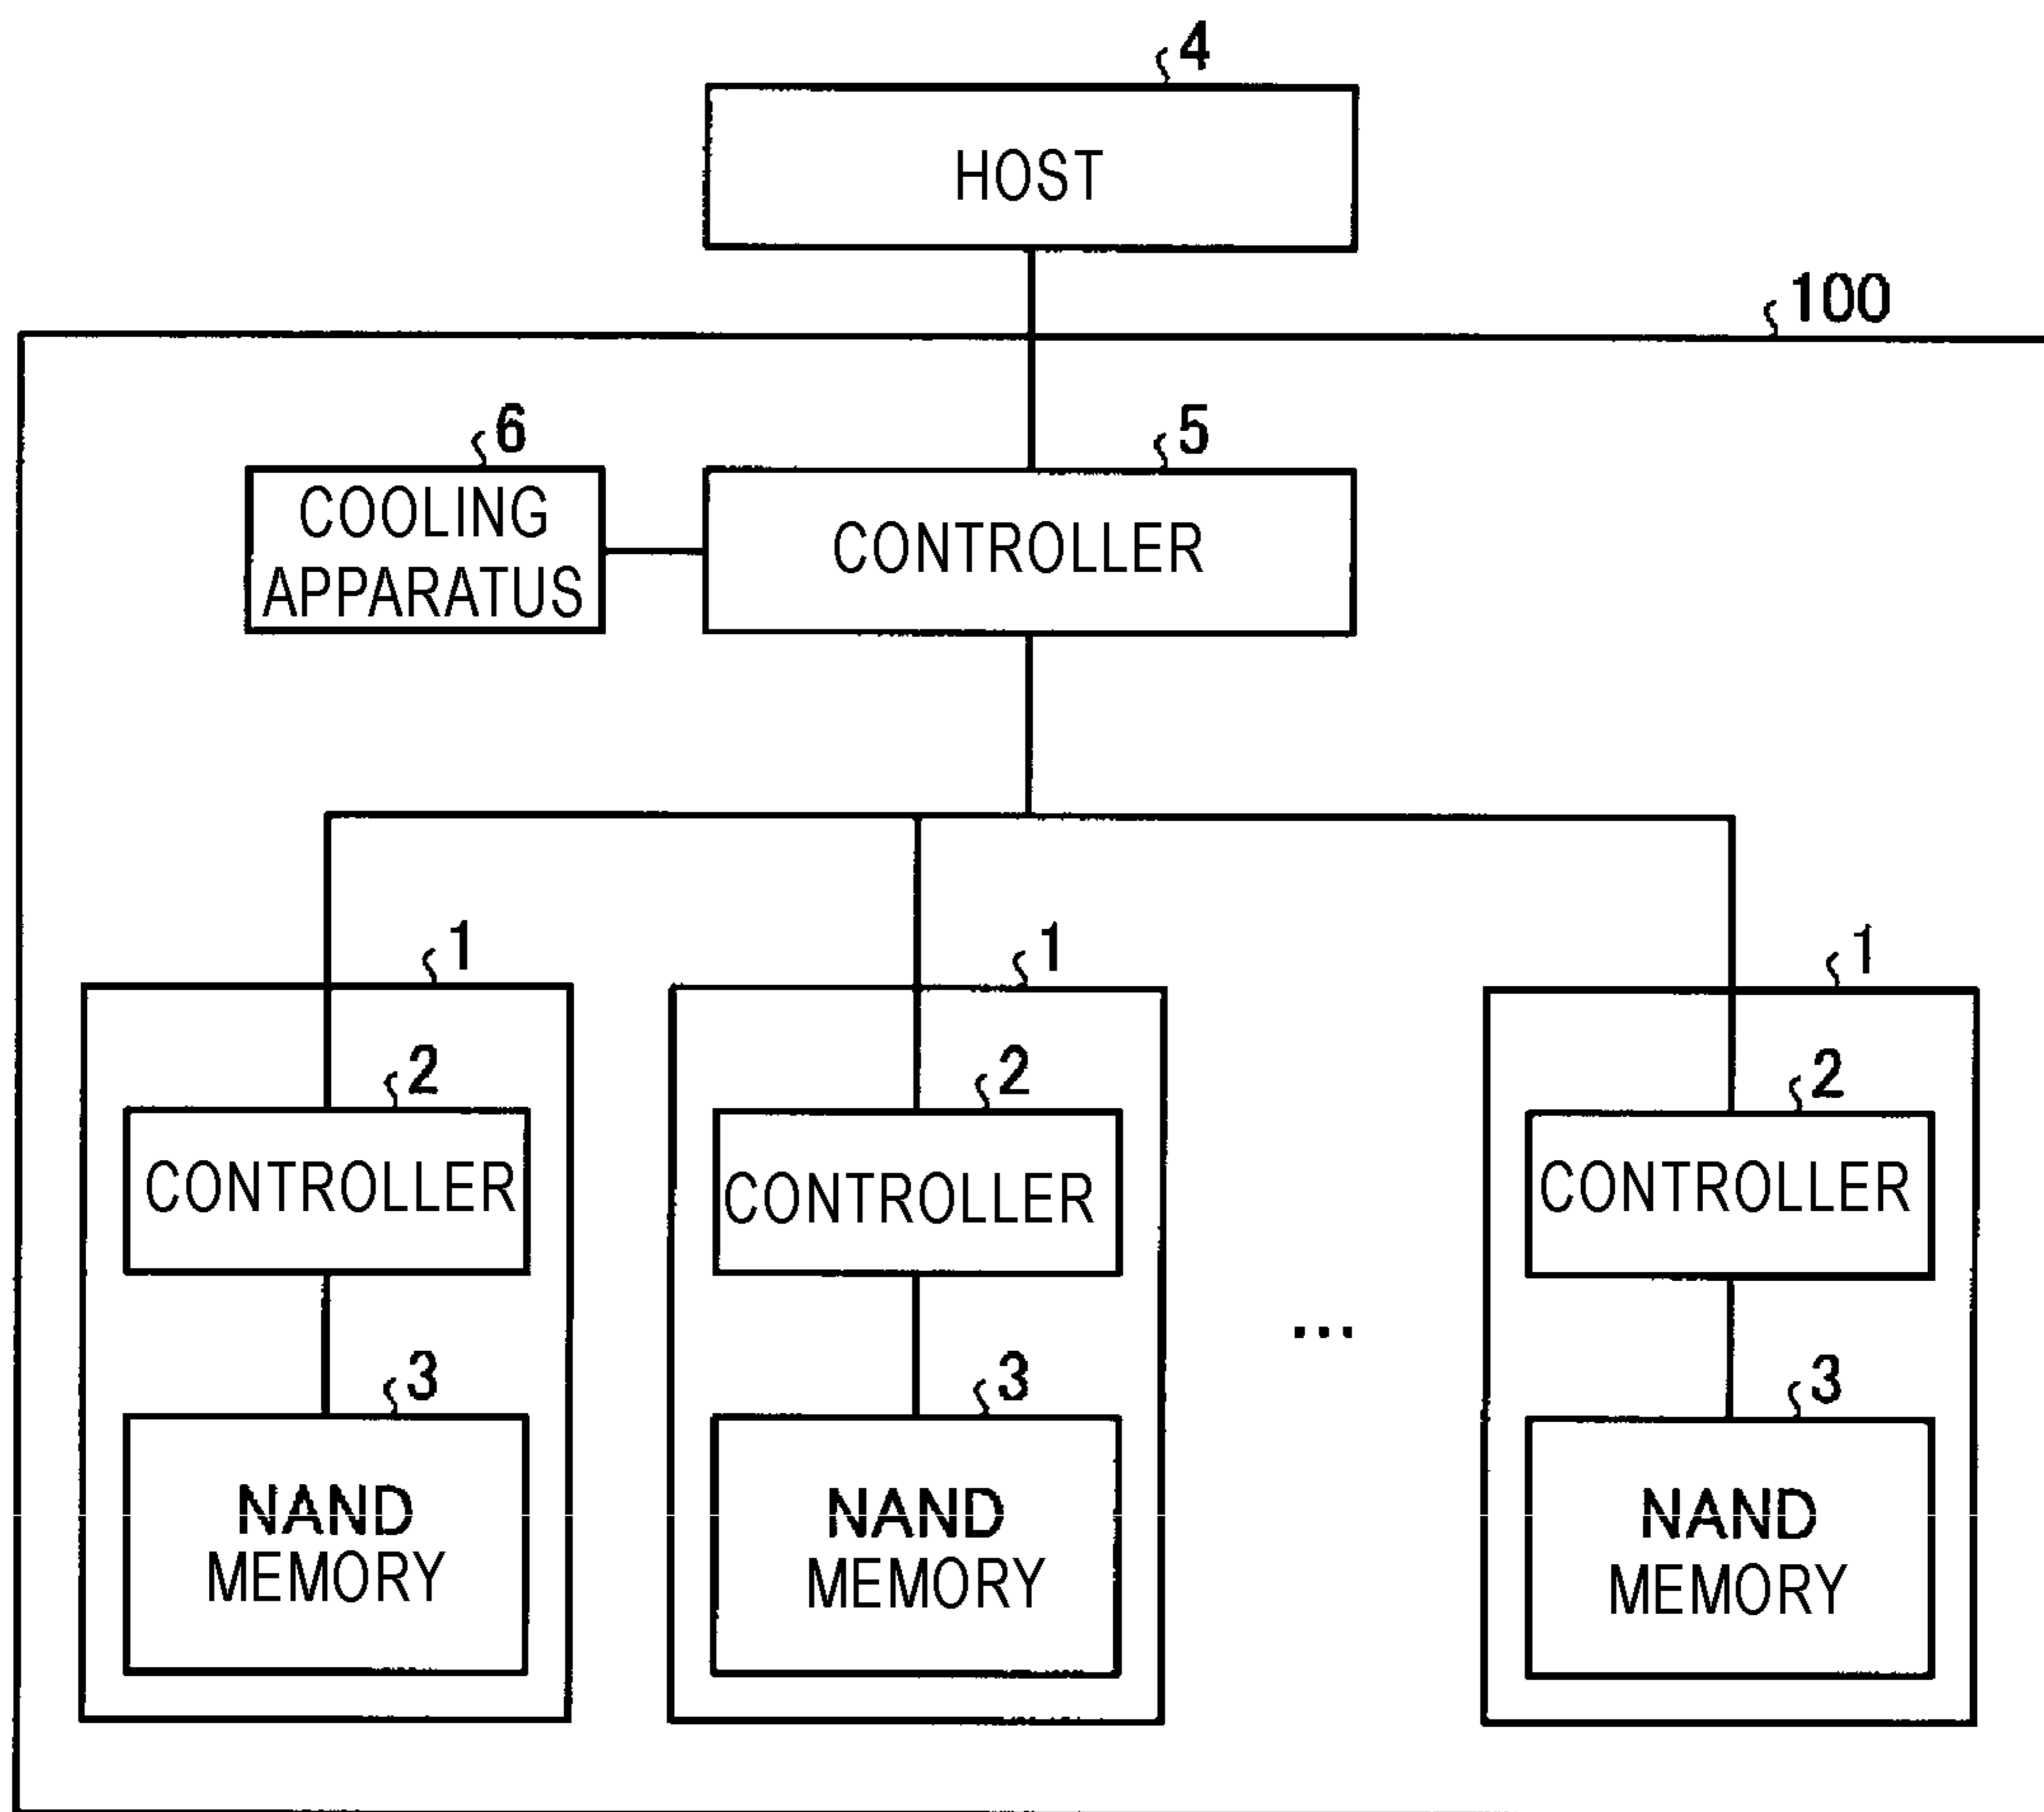 4
HOST
100
6
5
COOLING
APPARATUS
CONTROLLER
1
1
1
2
2
2
CONTROLLER
CONTROLLER
CONTROLLER
...
3
3
3
NAND
MEMORY
NAND
MEMORY
NAND
MEMORY